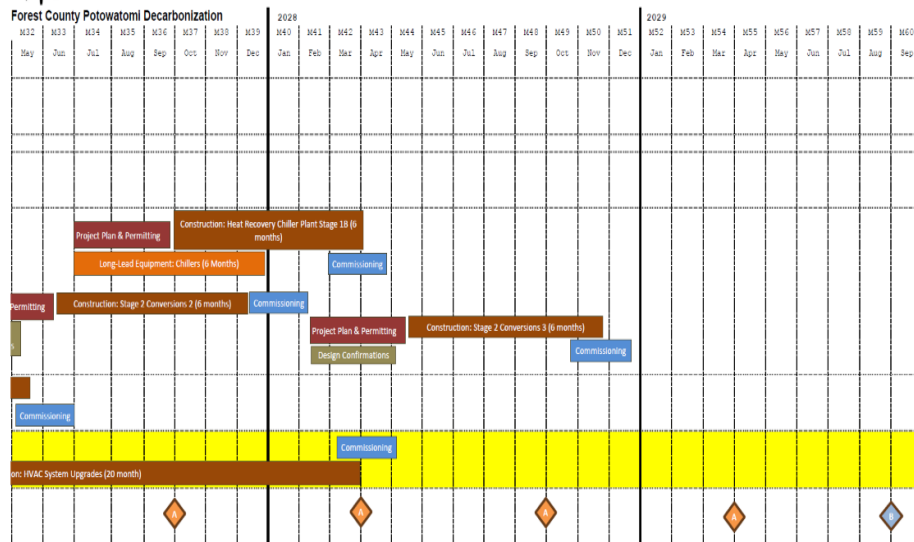 Forest County Potowatomi Decarbonization
2028
2029
M32 M33 M34 M35 M36 M37 M38 M39 M40 M41 M42 M43 M44 M45 M46 M47 M48 M49 M50 M51 M52 M53 M54 M55 M56 M57 M58 M59 M60
May Jun Jul Aug Sep Oct Nov Dec Jan Feb Mar Apr May Jun Jul Aug Sep Oct Nov Dec Jan Feb Mar Apr May Jun Jul Aug Sep
Construction: Heat Recovery Chiller Plant Stage 1B (6
months)
Project Plan & Permitting
Long-Lead Equipment: Chillers (6 Months)
Commissioning
Permitting
Construction: Stage 2 Conversions 2 (6 months)
Commissioning
Project Plan & Permitting
Construction: Stage 2 Conversions 3 (6 months)
s
Design Confirmations
Commissioning
Commissioning
Commissioning
on: HVAC System Upgrades (20 month)
A A A A B